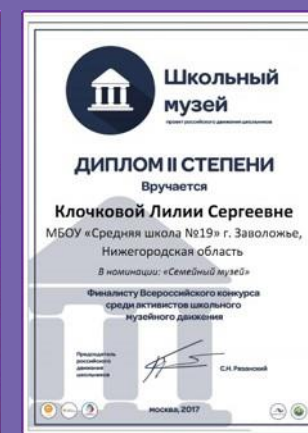 Школьный
музей
проект российского движения школьников
ДИПЛОМ II СТЕПЕНИ
Вручается
Клочковой Лилии Сергеевне
МБОУ «Средняя школа №19» г. Заволожье,
Нижегородская область
В номинации: «Семейный музей»
Финалисту Всероссийского конкурса
среди активистов школьного
музейного движения
Председатель
российского
движения
школьников
С.Н. Рязанский
МОСКВА, 2017